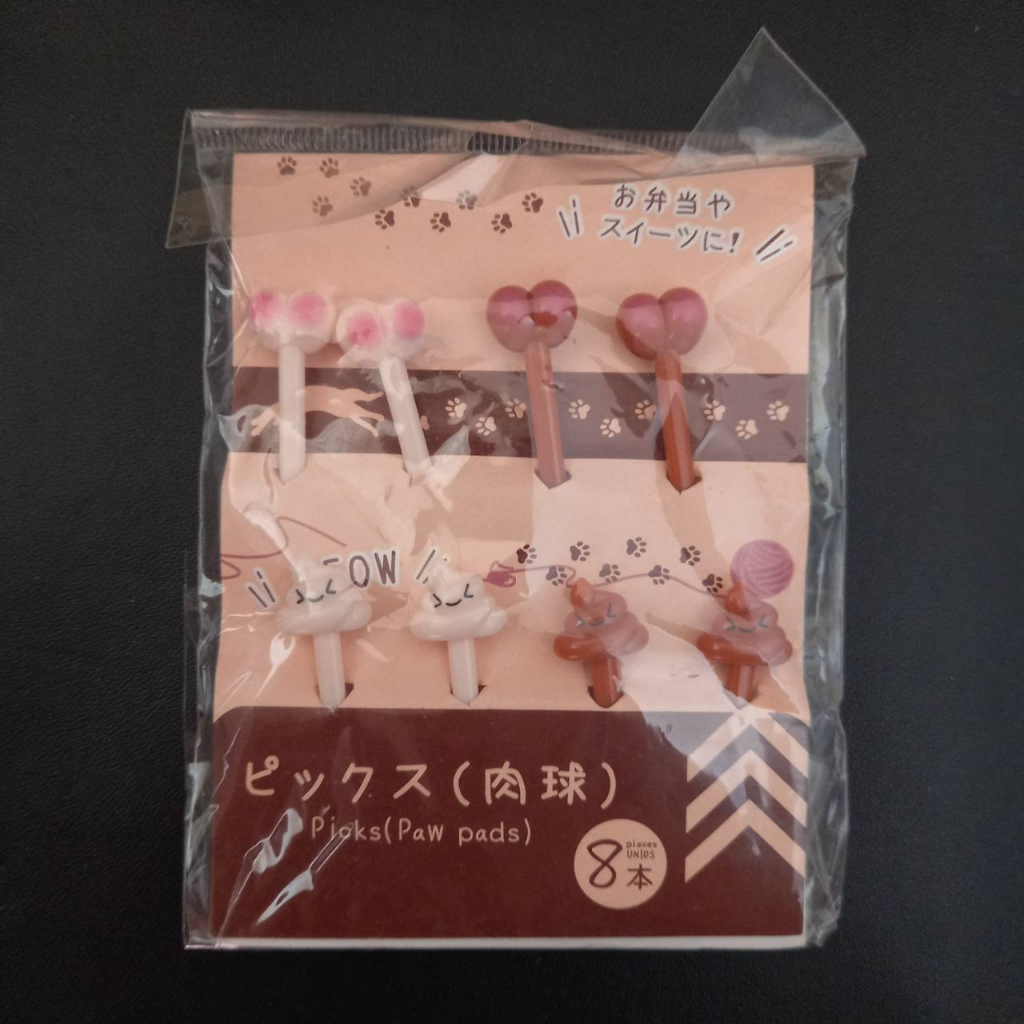 お弁当や
スイーツに!
OW
ピックス(肉球)
Picks(Paw pads)
8 pieces
UNIDS
本